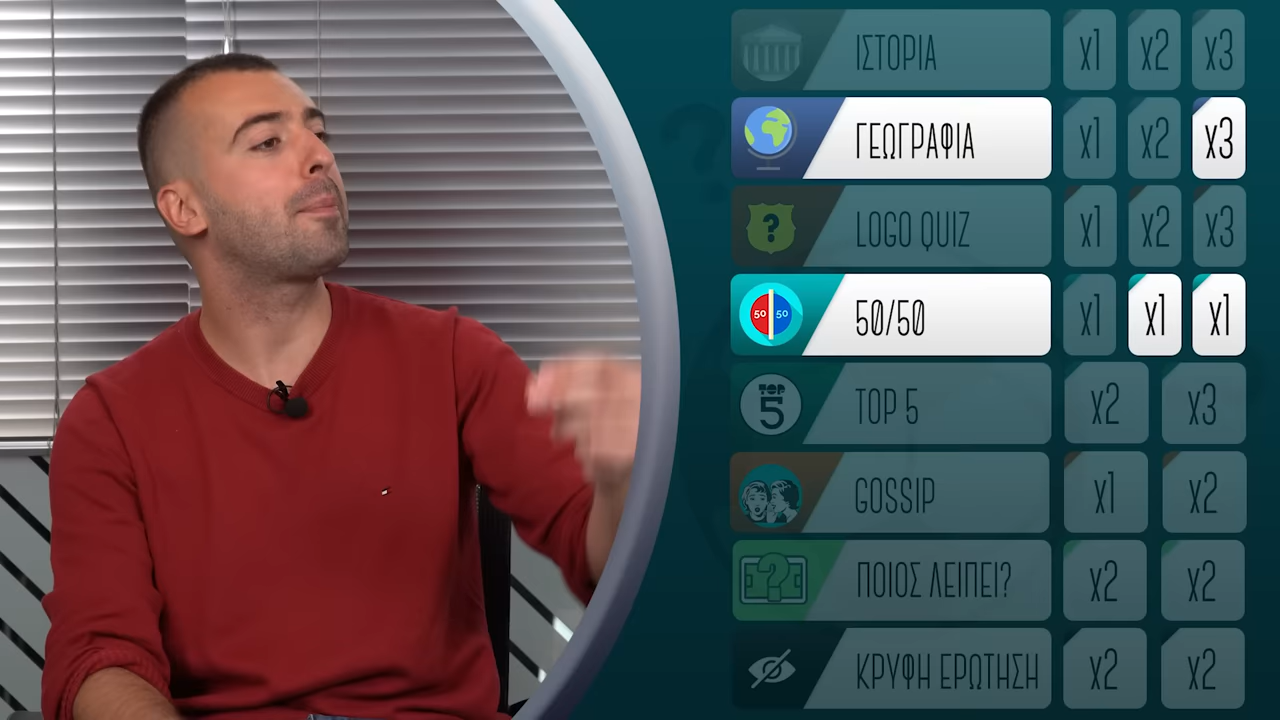 ΙΣΤΟΡΙΑ x1 x2 x3
ΓΕΩΓΡΑΦΙΑ x1 x2 x3
? LOGO QUIZ x1 x2 x3
50 50 50/50 x1 x1 x1
TOP 5 TOP 5 x2 x3
GOSSIP x1 x2
? ΠΟΙΟΣ ΛΕΙΠΕΙ? x2 x2
ΚΡΥΦΗ ΕΡΩΤΗΣΗ x2 x2